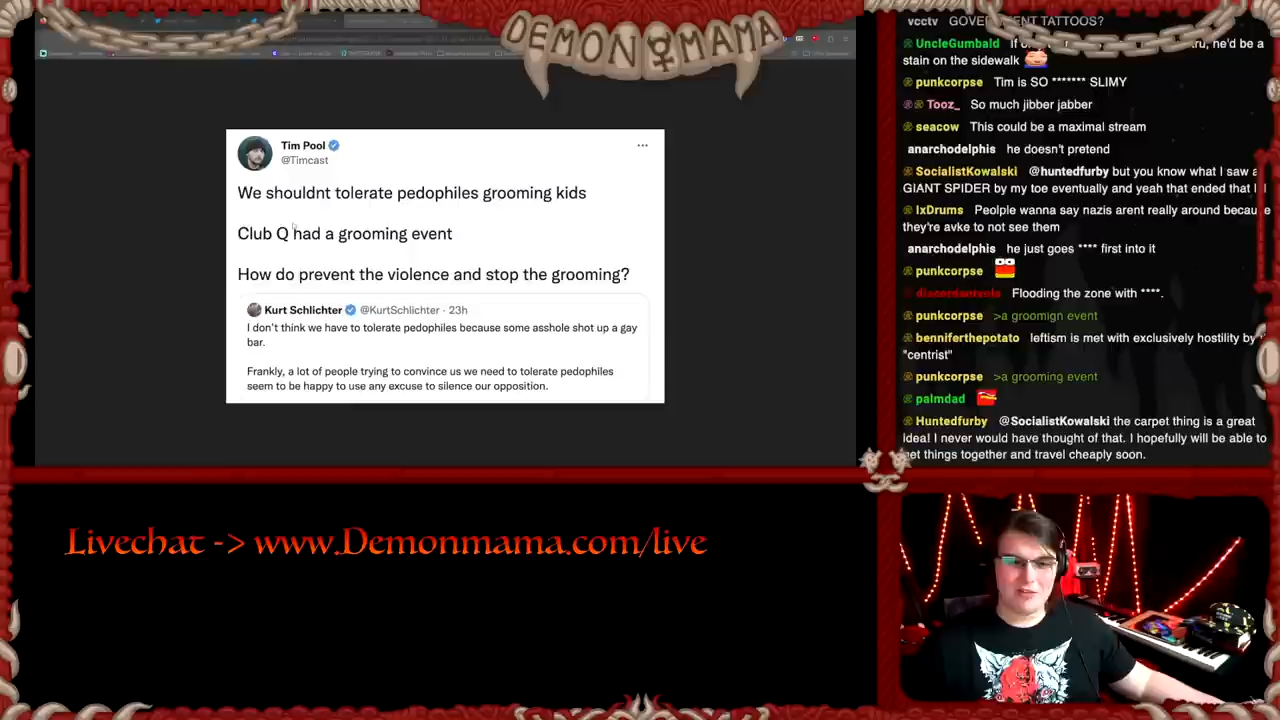 DEMON MAMA
Tim Pool
@Timcast
We shouldnt tolerate pedophiles grooming kids
Club Q had a grooming event
How do prevent the violence and stop the grooming?
Kurt Schlichter @KurtSchlichter · 23h
I don't think we have to tolerate pedophiles because some asshole shot up a gay
bar.
Frankly, a lot of people trying to convince us we need to tolerate pedophiles
seem to be happy to use any excuse to silence our opposition.
Livechat -> www.Demonmama.com/live
vcctv GOVERNMENT TATTOOS?
UncleGumbald he'd be a
stain on the sidewalk
punkcorpse Tim is SO ******* SLIMY
Tooz_ So much jibber jabber
seacow This could be a maximal stream
anarchodelphis he doesn't pretend
SocialistKowalski @huntedfurby but you know what I saw a
GIANT SPIDER by my toe eventually and yeah that ended that
IxDrums Peolple wanna say nazis arent really around because
they're avke to not see them
anarchodelphis he just goes **** first into it
punkcorpse
Flooding the zone with ****.
punkcorpse >a groomign event
benniferthepotato leftism is met with exclusively hostility by
"centrist"
punkcorpse >a grooming event
palmdad
Huntedfurby @SocialistKowalski the carpet thing is a great
idea! I never would have thought of that. I hopefully will be able to
get things together and travel cheaply soon.